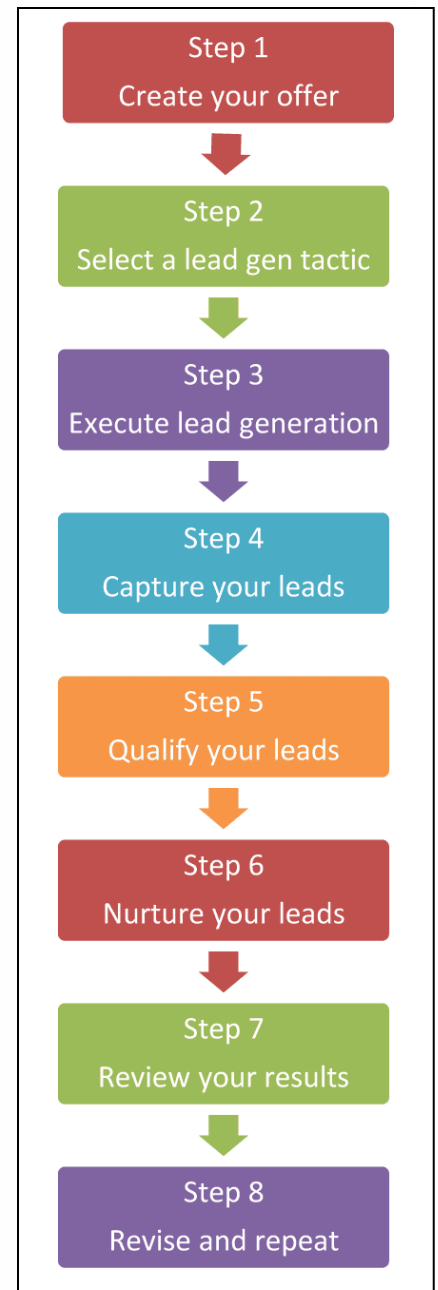 Step 1
Create your offer
Step 2
Select a lead gen tactic
Step 3
Execute lead generation
Step 4
Capture your leads
Step 5
Qualify your leads
Step 6
Nurture your leads
Step 7
Review your results
Step 8
Revise and repeat